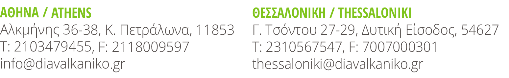 ΑΘΗΝΑ / ATHENS
Αλκμήνης 36-38, Κ. Πετράλωνα, 11853
Τ: 2103479455, F: 2118009597
info@diavalkaniko.gr
ΘΕΣΣΑΛΟΝΙΚΗ / THESSALONIKI
Γ. Τσόντου 27-29, Δυτική Είσοδος, 54627
Τ: 2310567547, F: 7007000301
thessaloniki@diavalkaniko.gr